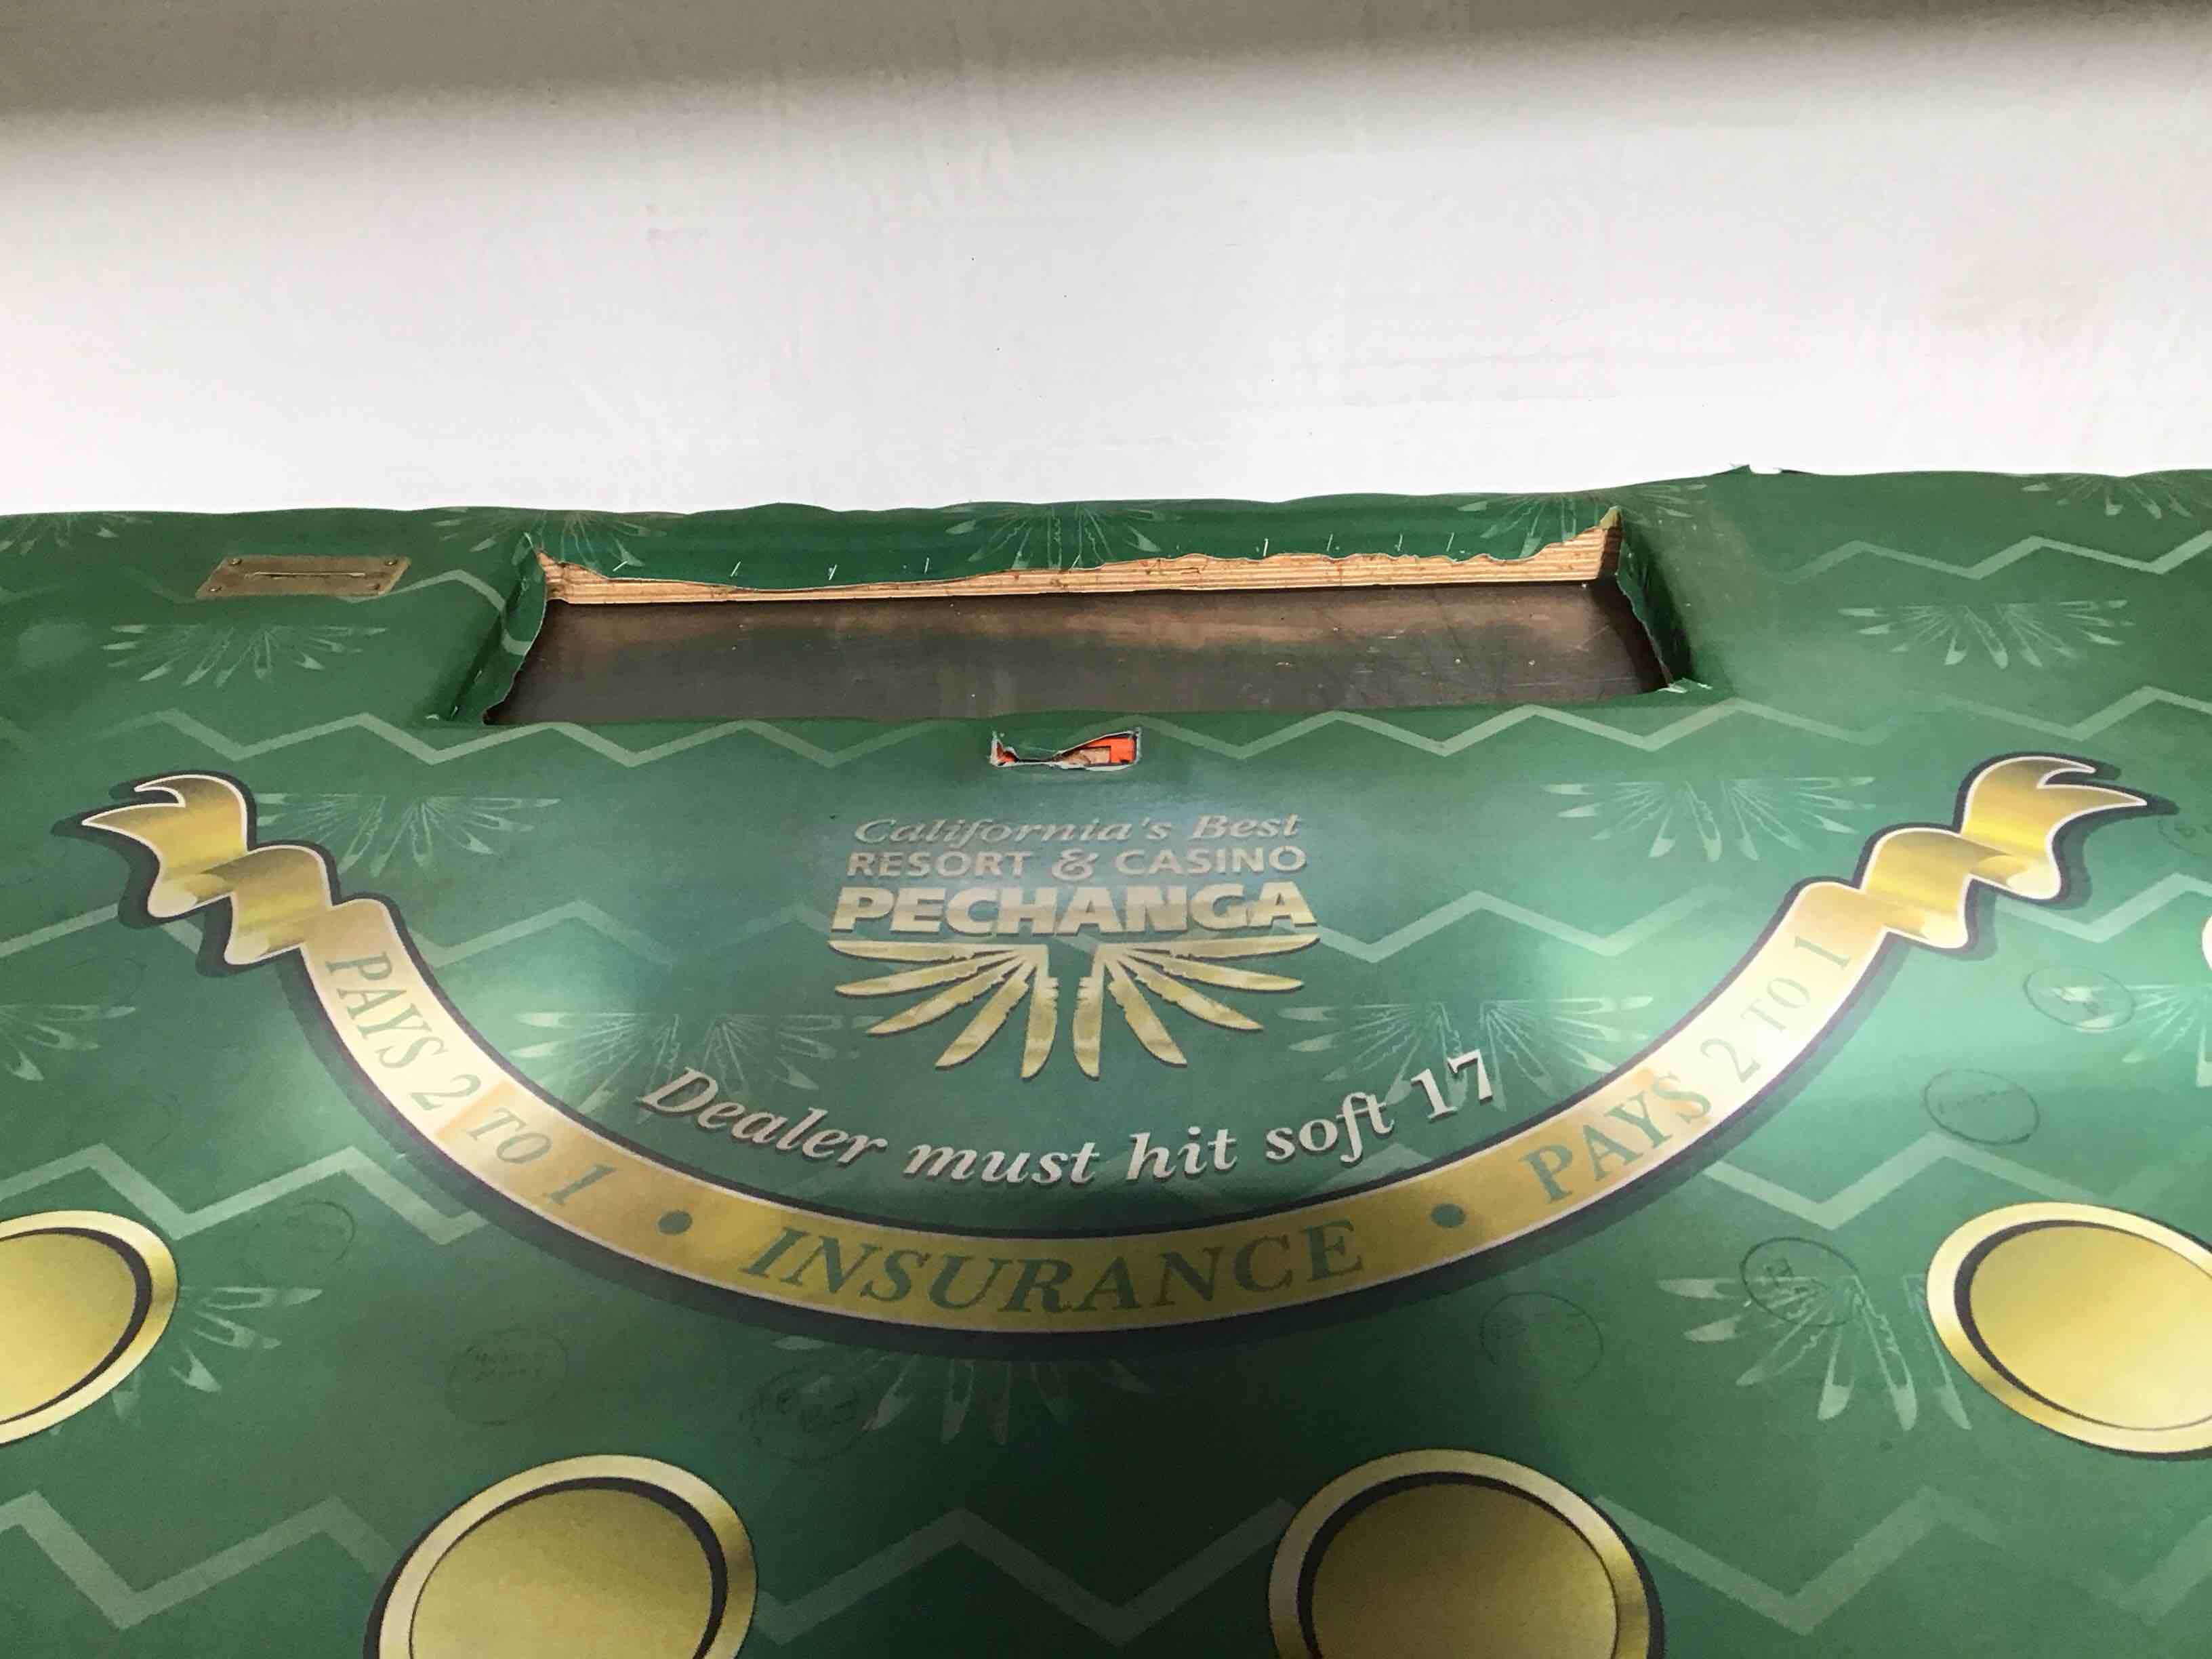 California's Best
RESORT & CASINO
PECHANGA
Dealer must hit soft 17
PAYS 2 TO 1 • INSURANCE • PAYS 2 TO 1